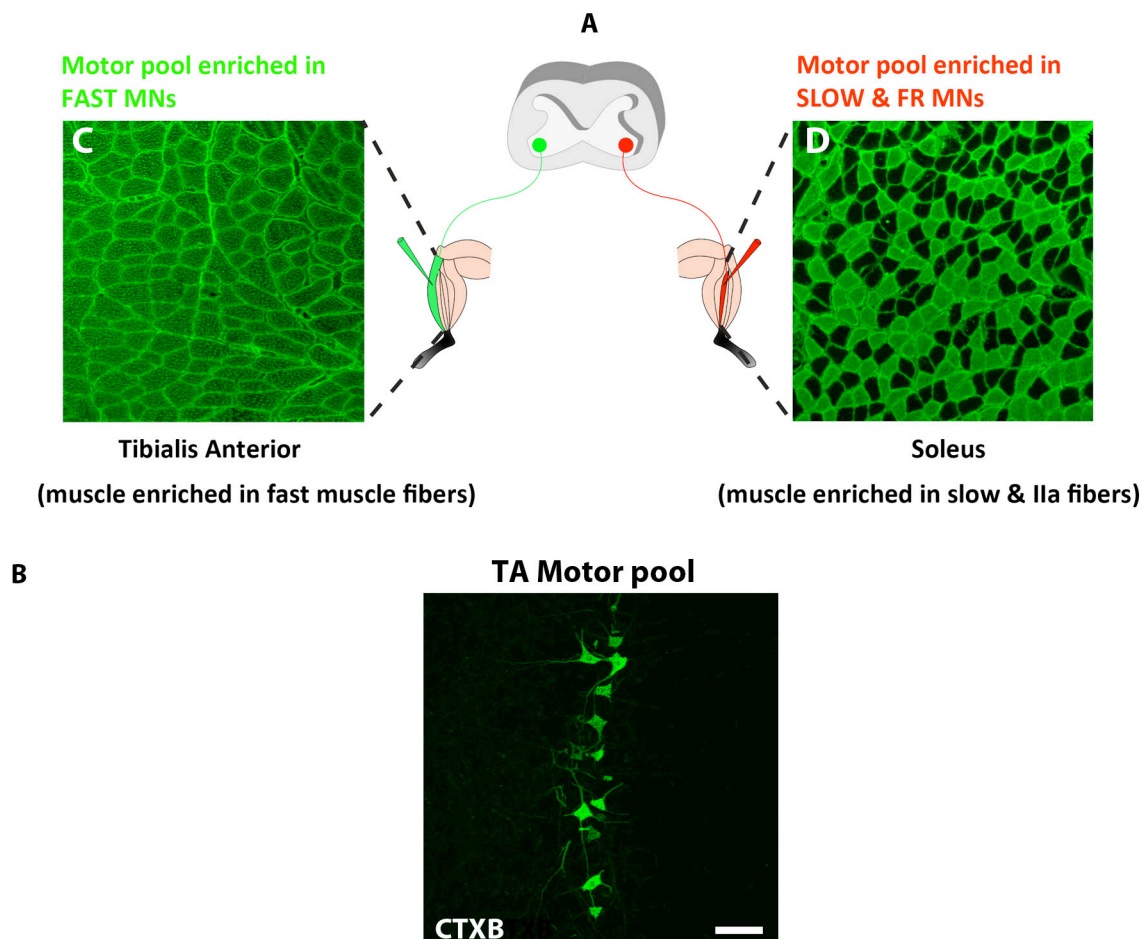 A
Motor pool enriched in
FAST MNs
Motor pool enriched in
SLOW & FR MNs
C
D
Tibialis Anterior
(muscle enriched in fast muscle fibers)
Soleus
(muscle enriched in slow & IIa fibers)
B
TA Motor pool
CTXB